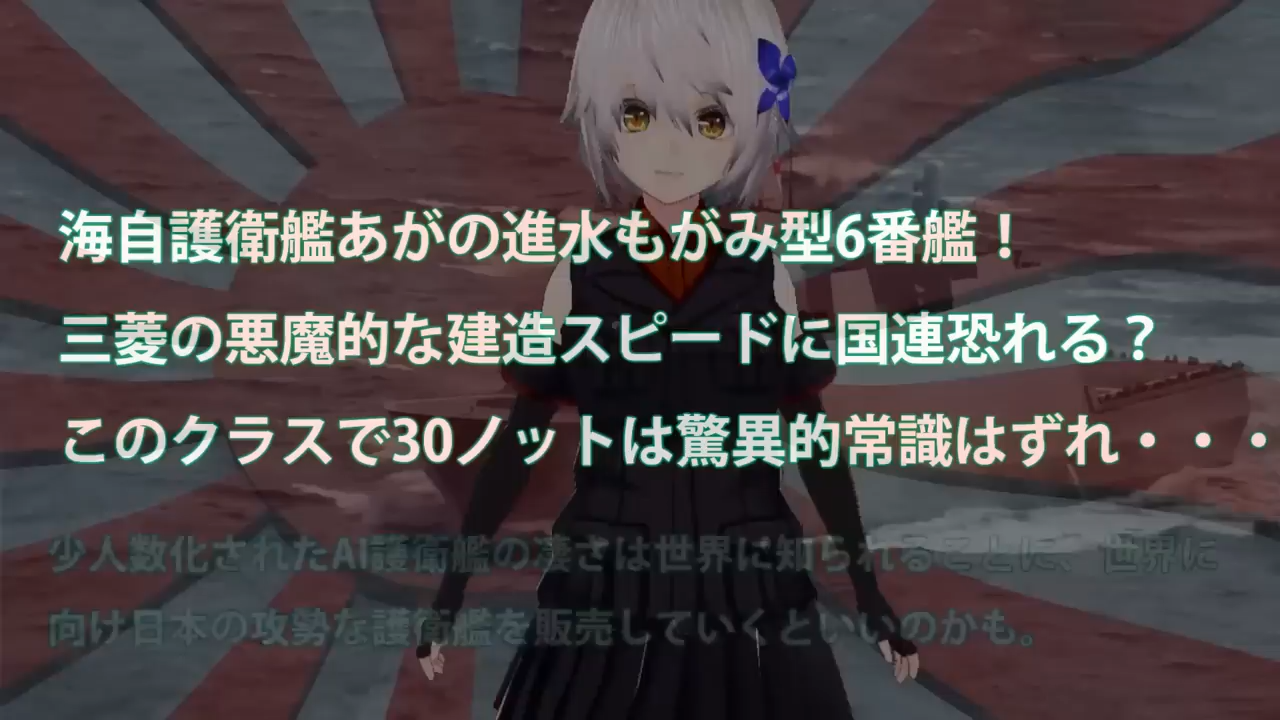 海自護衛艦あがの進水もがみ型6番艦！
三菱の悪魔的な建造スピードに国連恐れる？
このクラスで30ノットは驚異的常識はずれ・・・
少人数化されたAI護衛艦の凄さは世界に知られることに、世界に
向け日本の攻勢な護衛艦を販売していくといいのかも。